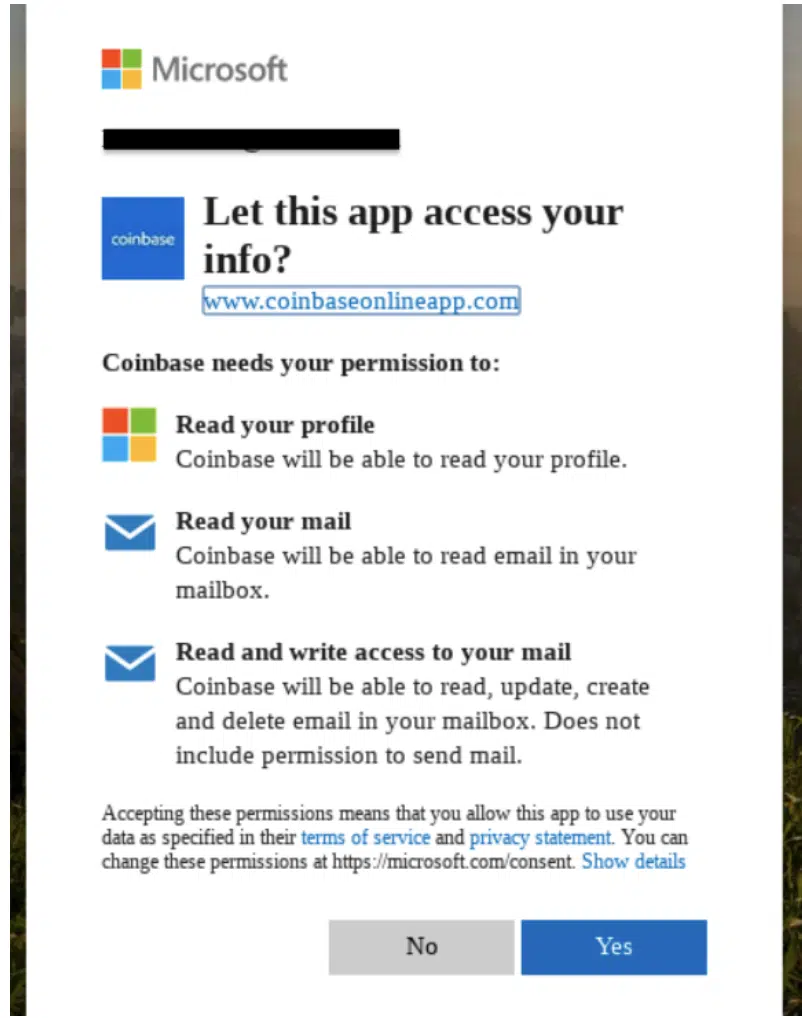 Microsoft
coinbase
Let this app access your
info?
www.coinbaseonlineapp.com
Coinbase needs your permission to:
Read your profile
Coinbase will be able to read your profile.
Read your mail
Coinbase will be able to read email in your
mailbox.
Read and write access to your mail
Coinbase will be able to read, update, create
and delete email in your mailbox. Does not
include permission to send mail.
Accepting these permissions means that you allow this app to use your
data as specified in their terms of service and privacy statement. You can
change these permissions at https://microsoft.com/consent. Show details
No
Yes